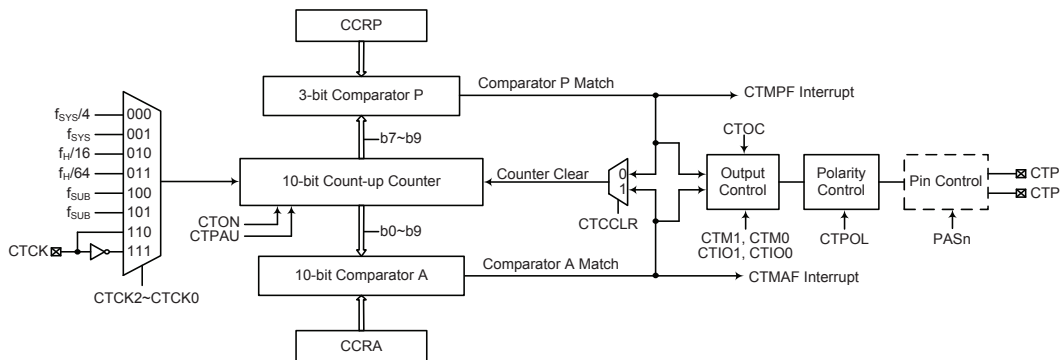 CCRP
3-bit Comparator P
Comparator P Match
CTMPF Interrupt
b7~b9
fSYS/4
000
fSYS
001
fH/16
010
fH/64
011
fSUB
100
fSUB
101
110
111
CTCK
CTCK2~CTCK0
10-bit Count-up Counter
CTON
CTPAU
Counter Clear
0
1
CTCCLR
CTOC
Output
Control
CTM1, CTM0
CTIO1, CTIO0
Polarity
Control
CTPOL
Pin Control
PASn
CTP
CTP
b0~b9
10-bit Comparator A
Comparator A Match
CTMAF Interrupt
CCRA